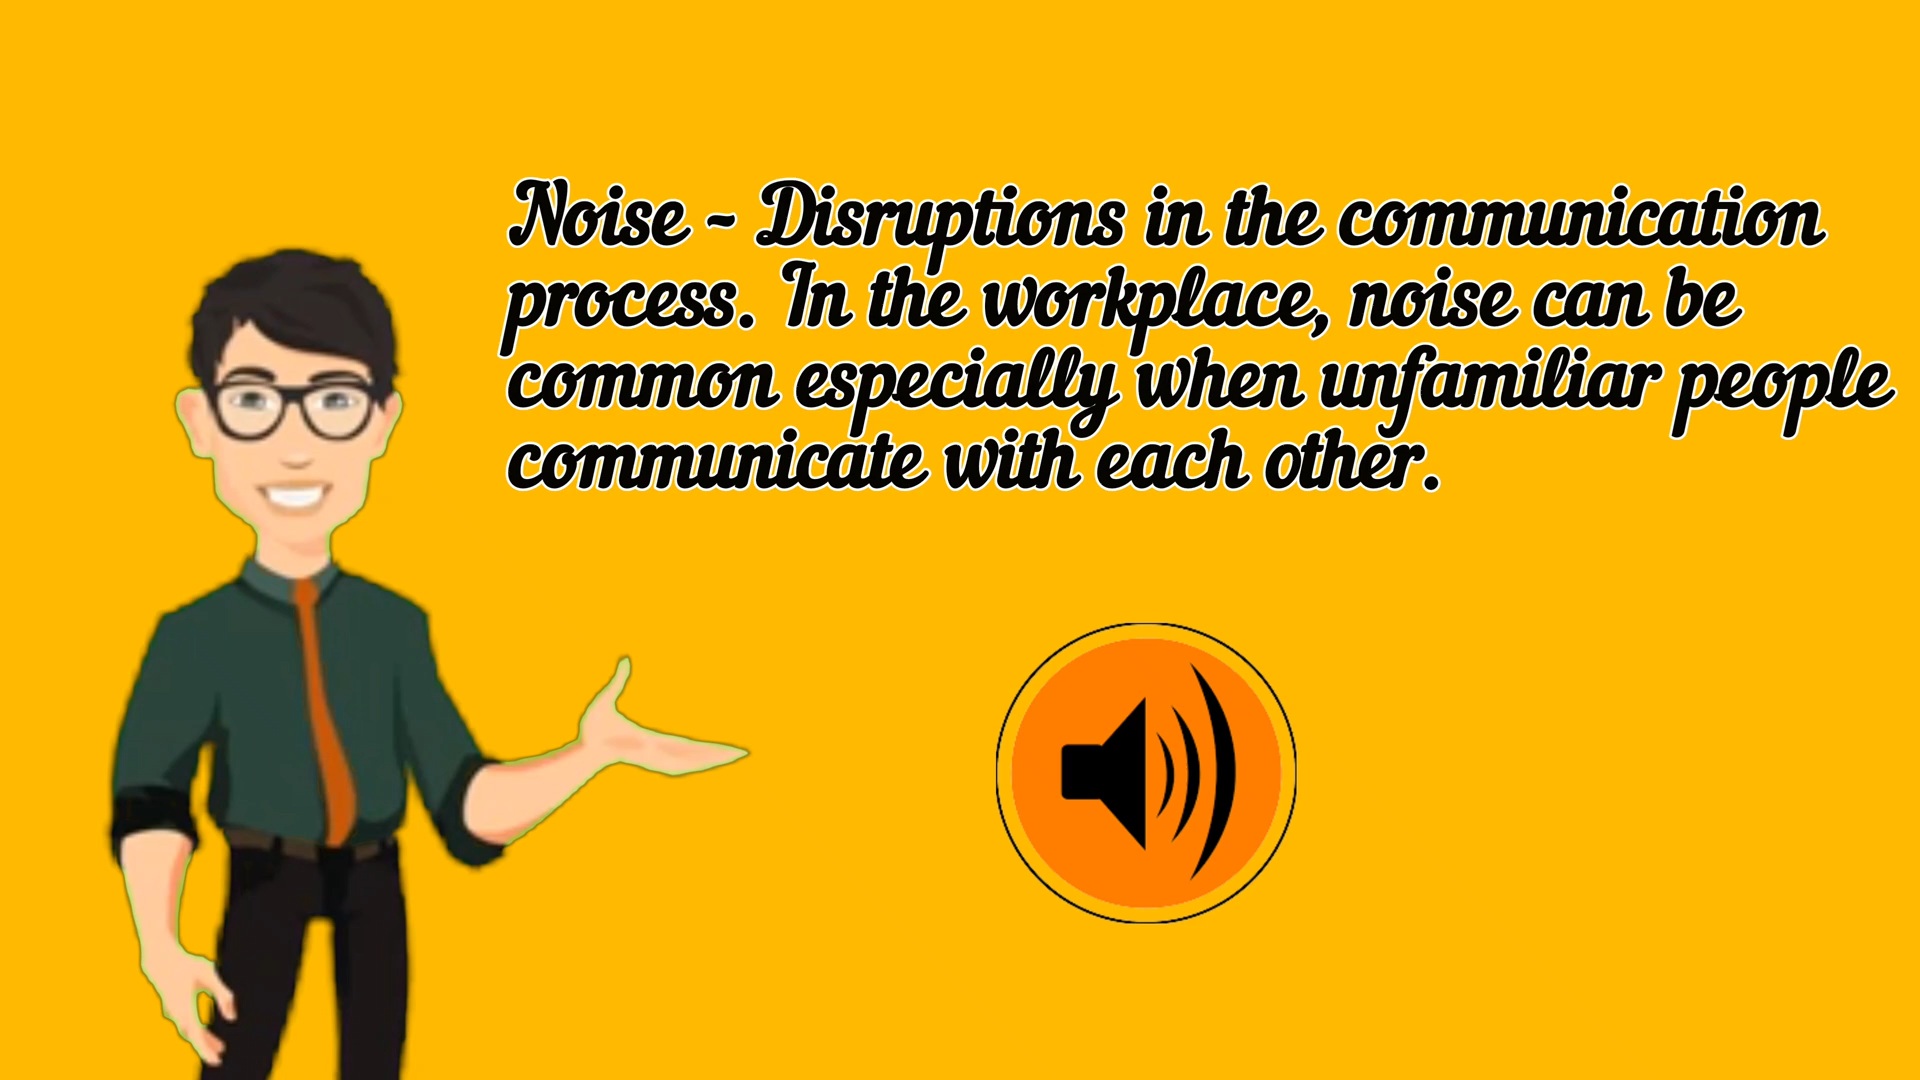 Noise - Disruptions in the communication
process. In the workplace, noise can be
common especially when unfamiliar people
communicate with each other.